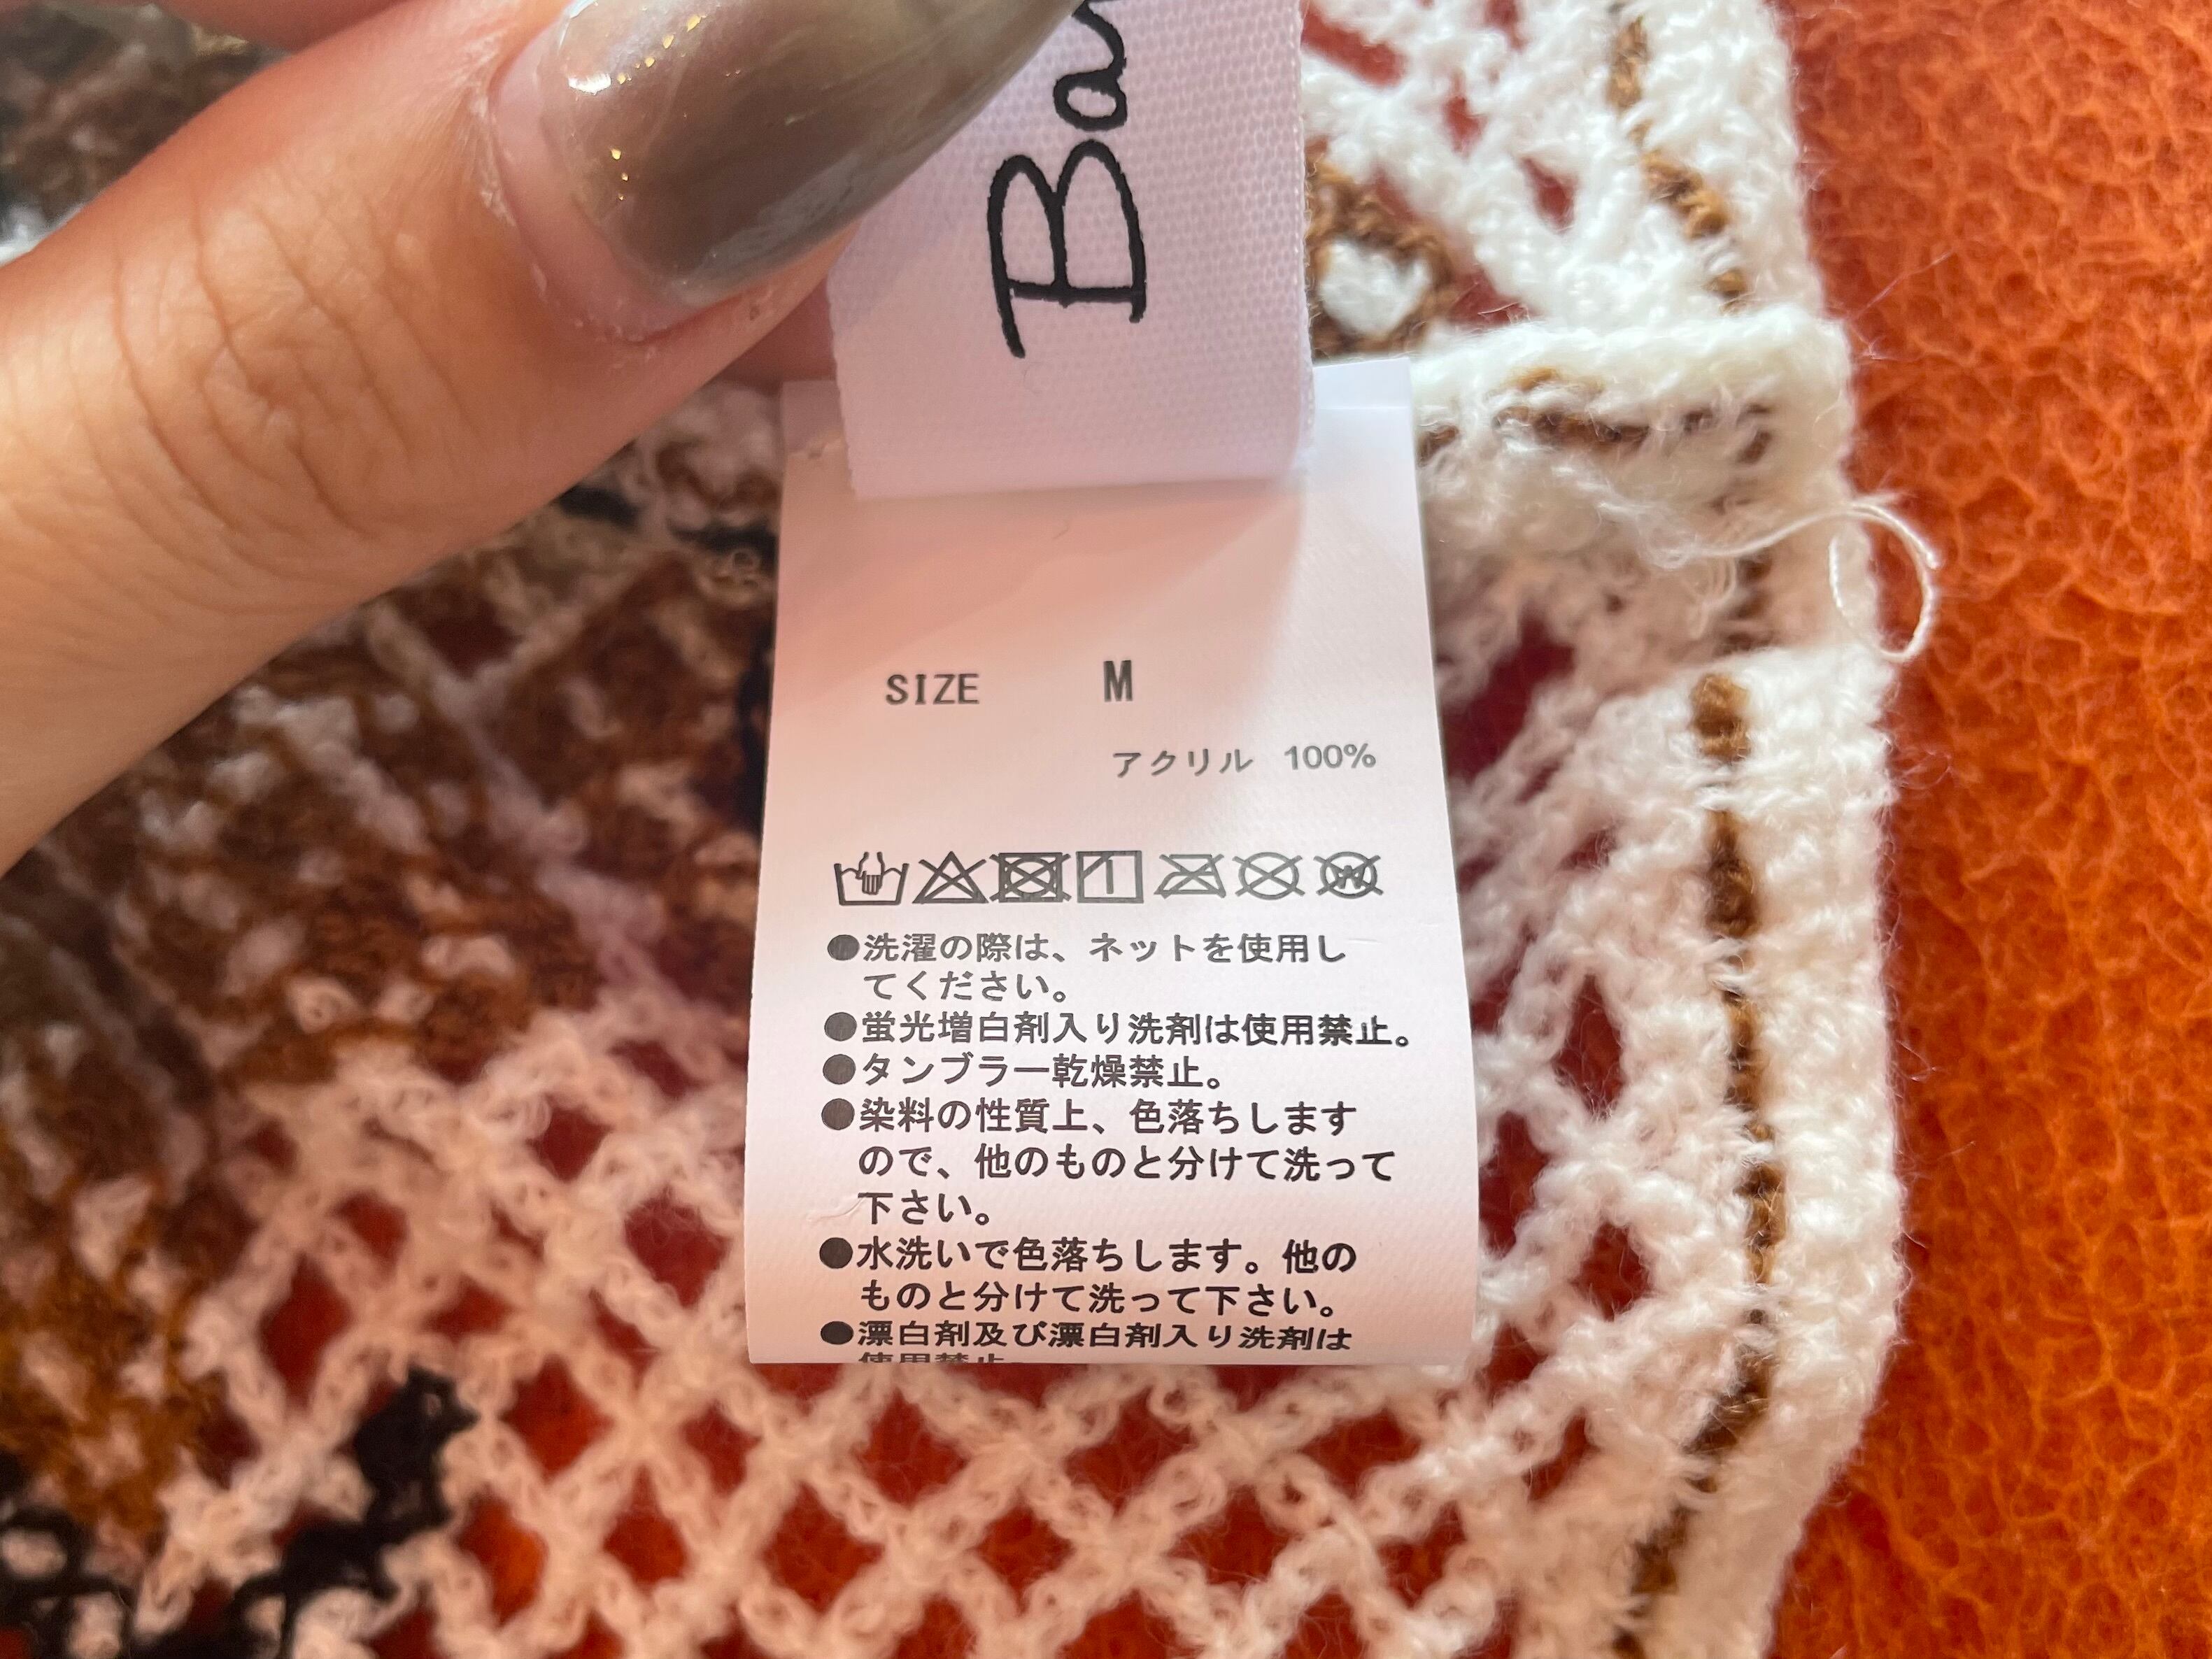 Ba
SIZE M
アクリル 100%
●洗濯の際は、ネットを使用し
てください。
●蛍光増白剤入り洗剤は使用禁止。
●タンブラー乾燥禁止。
●染料の性質上、色落ちします
ので、他のものと分けて洗って
下さい。
●水洗いで色落ちします。他の
ものと分けて洗って下さい。
●漂白剤及び漂白剤入り洗剤は